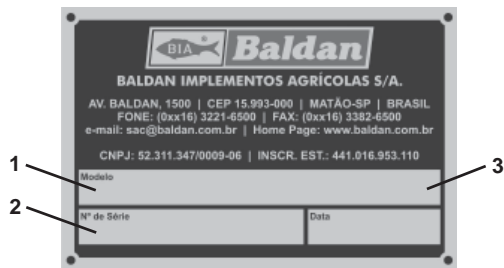 BIA Baldan
BALDAN IMPLEMENTOS AGRÍCOLAS S/A.
AV. BALDAN, 1500 | CEP 15.993-000 | MATÃO-SP | BRASIL
FONE: (0xx16) 3221-6500 | FAX: (0xx16) 3382-6500
e-mail: sac@baldan.com.br | Home Page: www.baldan.com.br
CNPJ: 52.311.347/0009-06 | INSCR. EST.: 441.016.953.110
1 Modelo 3
2 Nº de Série Data